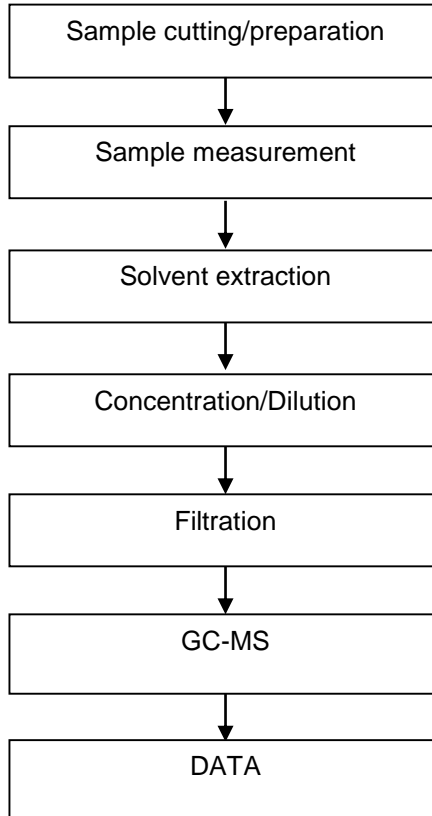 Sample cutting/preparation
Sample measurement
Solvent extraction
Concentration/Dilution
Filtration
GC-MS
DATA